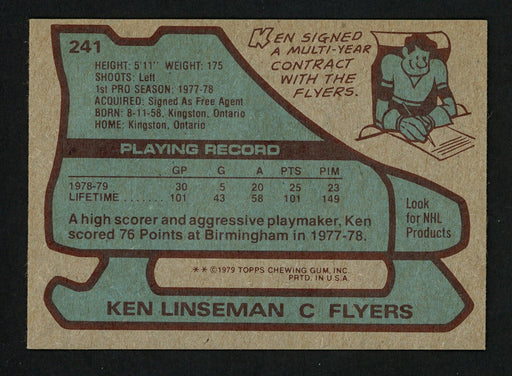 241
HEIGHT: 5'11" WEIGHT: 175
SHOOTS: Left
1st PRO SEASON: 1977-78
ACQUIRED: Signed As Free Agent
BORN: 8-11-58, Kingston, Ontario
HOME: Kingston, Ontario
KEN SIGNED
A MULTI-YEAR
CONTRACT
WITH THE
FLYERS.
PLAYING RECORD
GP G A PTS PIM
1978-79 30 5 20 25 23
LIFETIME 101 43 58 101 149
A high scorer and aggressive playmaker, Ken
scored 76 Points at Birmingham in 1977-78.
Look
for NHL
Products
** ©1979 TOPPS CHEWING GUM, INC.
PRTD. IN U.S.A.
KEN LINSEMAN C FLYERS